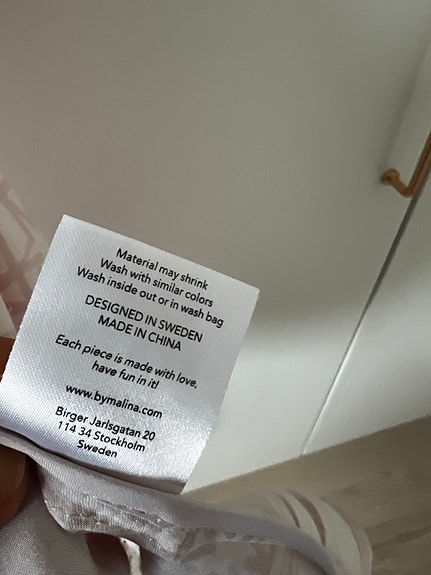 Material may shrink
Wash with similar colors
Wash inside out or in wash bag
DESIGNED IN SWEDEN
MADE IN CHINA
Each piece is made with love,
have fun in it!
www.bymalina.com
Birger Jarlsgatan 20
114 34 Stockholm
Sweden